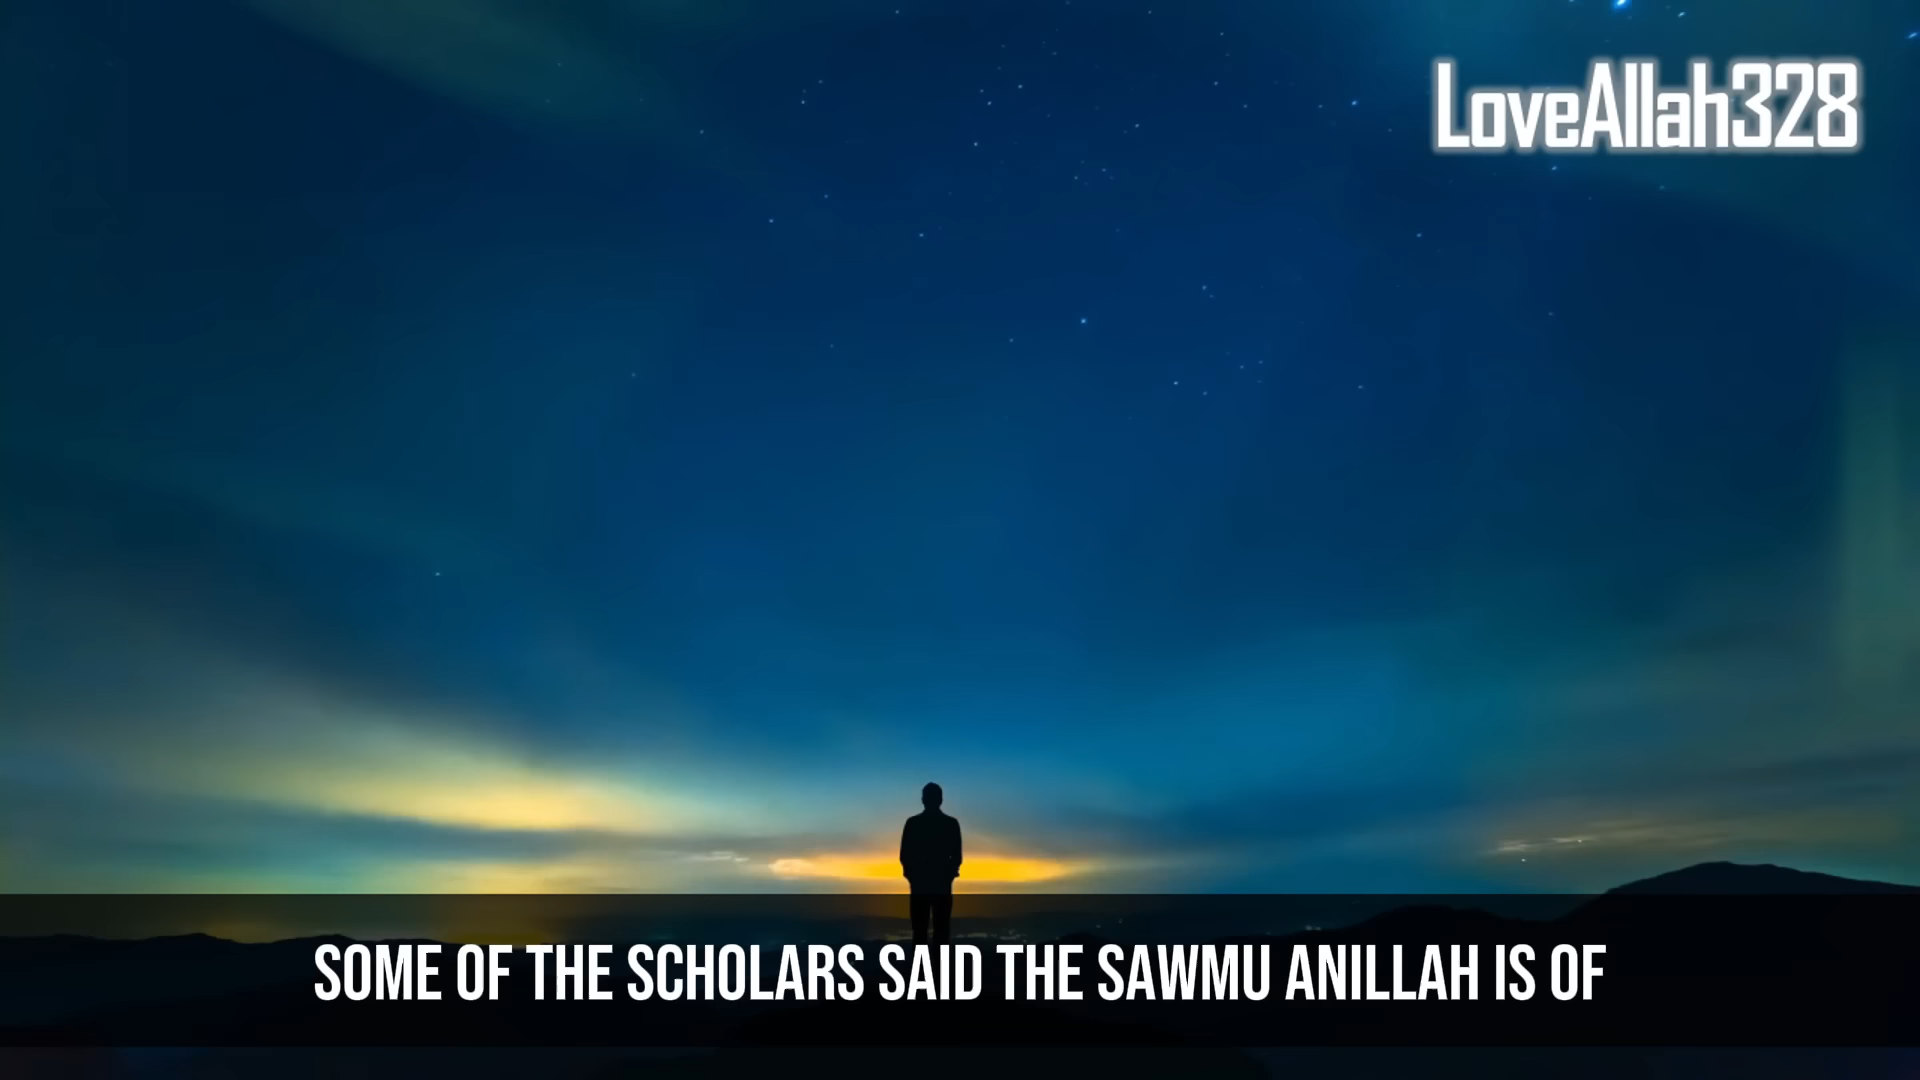 LoveAllah328
SOME OF THE SCHOLARS SAID THE SAWMU ANILLAH IS OF